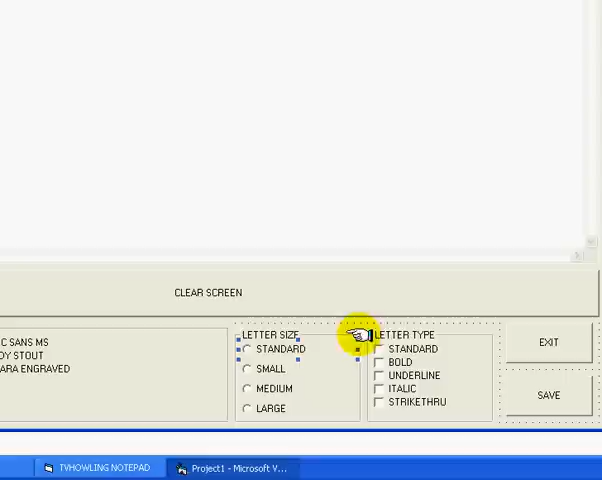 CLEAR SCREEN
C SANS MS
DY STOUT
ARA ENGRAVED
LETTER SIZE
STANDARD
SMALL
MEDIUM
LARGE
LETTER TYPE
STANDARD
BOLD
UNDERLINE
ITALIC
STRIKETHRU
EXIT
SAVE
TVHOWLING NOTEPAD
Project1 - Microsoft V...